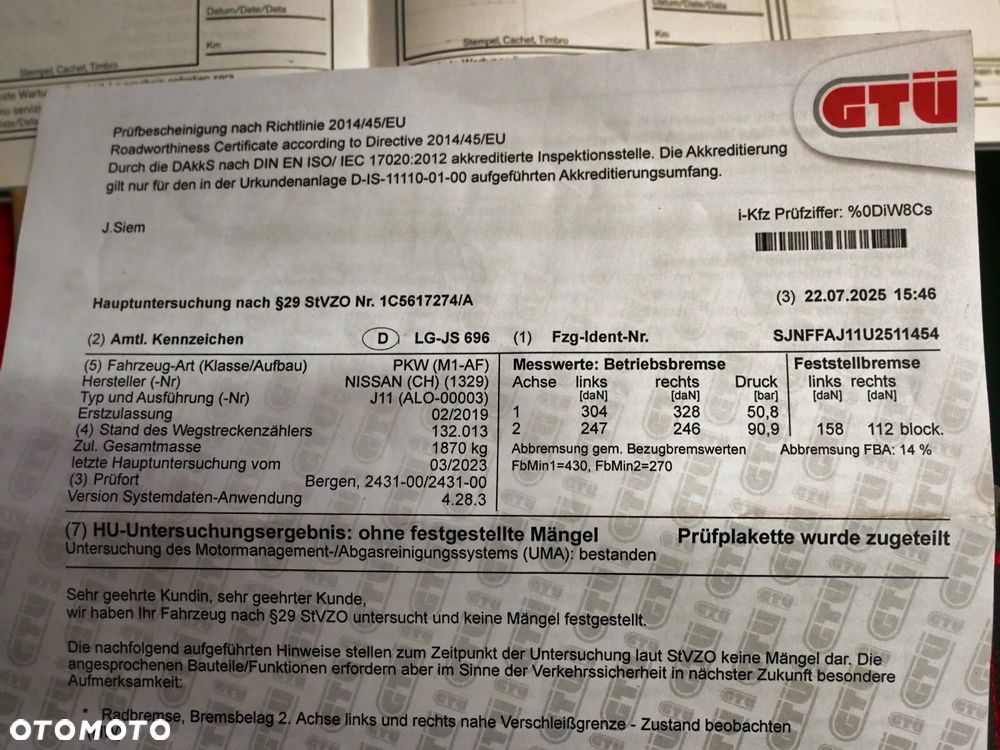 Datum/Date/Data
Km
Stempel, Cachet, Timbro
Datum/Date/Data
Km
Stempel, Cachet, Timbro
GTÜ
Prüfbescheinigung nach Richtlinie 2014/45/EU
Roadworthiness Certificate according to Directive 2014/45/EU
Durch die DAkkS nach DIN EN ISO/ IEC 17020:2012 akkreditierte Inspektionsstelle. Die Akkreditierung
gilt nur für den in der Urkundenanlage D-IS-11110-01-00 aufgeführten Akkreditierungsumfang.
i-Kfz Prüfziffer: %0DiW8Cs
J.Siem
Hauptuntersuchung nach §29 StVZO Nr. 1C5617274/A (3) 22.07.2025 15:46
(2) Amtl. Kennzeichen D LG-JS 696 (1) Fzg-Ident-Nr. SJNFFAJ11U2511454
(5) Fahrzeug-Art (Klasse/Aufbau) PKW (M1-AF)
Hersteller (-Nr) NISSAN (CH) (1329)
Typ und Ausführung (-Nr) J11 (ALO-00003)
Erstzulassung 02/2019
(4) Stand des Wegstreckenzählers 132.013
Zul. Gesamtmasse 1870 kg
letzte Hauptuntersuchung vom 03/2023
(3) Prüfort Bergen, 2431-00/2431-00
Version Systemdaten-Anwendung 4.28.3
Messwerte: Betriebsbremse Feststellbremse
Achse links rechts Druck links rechts
[daN] [daN] [bar] [daN] [daN]
1 304 328 50,8
2 247 246 90,9 158 112 block.
Abbremsung gem. Bezugbremswerten Abbremsung FBA: 14 %
FbMin1=430, FbMin2=270
(7) HU-Untersuchungsergebnis: ohne festgestellte Mängel Prüfplakette wurde zugeteilt
Untersuchung des Motormanagement-/Abgasreinigungssystems (UMA): bestanden
Sehr geehrte Kundin, sehr geehrter Kunde,
wir haben Ihr Fahrzeug nach §29 StVZO untersucht und keine Mängel festgestellt.
Die nachfolgend aufgeführten Hinweise stellen zum Zeitpunkt der Untersuchung laut StVZO keine Mängel dar. Die
angesprochenen Bauteile/Funktionen erfordern aber im Sinne der Verkehrssicherheit in nächster Zukunft besondere
Aufmerksamkeit:
* Radbremse, Bremsbelag 2. Achse links und rechts nahe Verschleißgrenze - Zustand beobachten
OTOMOTO